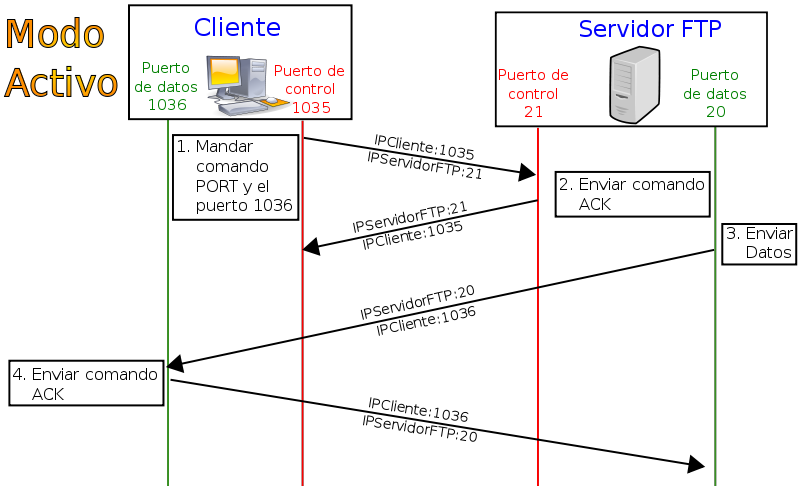 Modo
Activo
Cliente
Puerto
de datos
1036
Puerto de
control
1035
Servidor FTP
Puerto de
control
21
Puerto
de datos
20
1. Mandar
comando
PORT y el
puerto 1036
IPCliente:1035
IPServidorFTP:21
2. Enviar comando
ACK
IPServidorFTP:21
IPCliente:1035
3. Enviar
Datos
IPServidorFTP:20
IPCliente:1036
4. Enviar comando
ACK
IPCliente:1036
IPServidorFTP:20